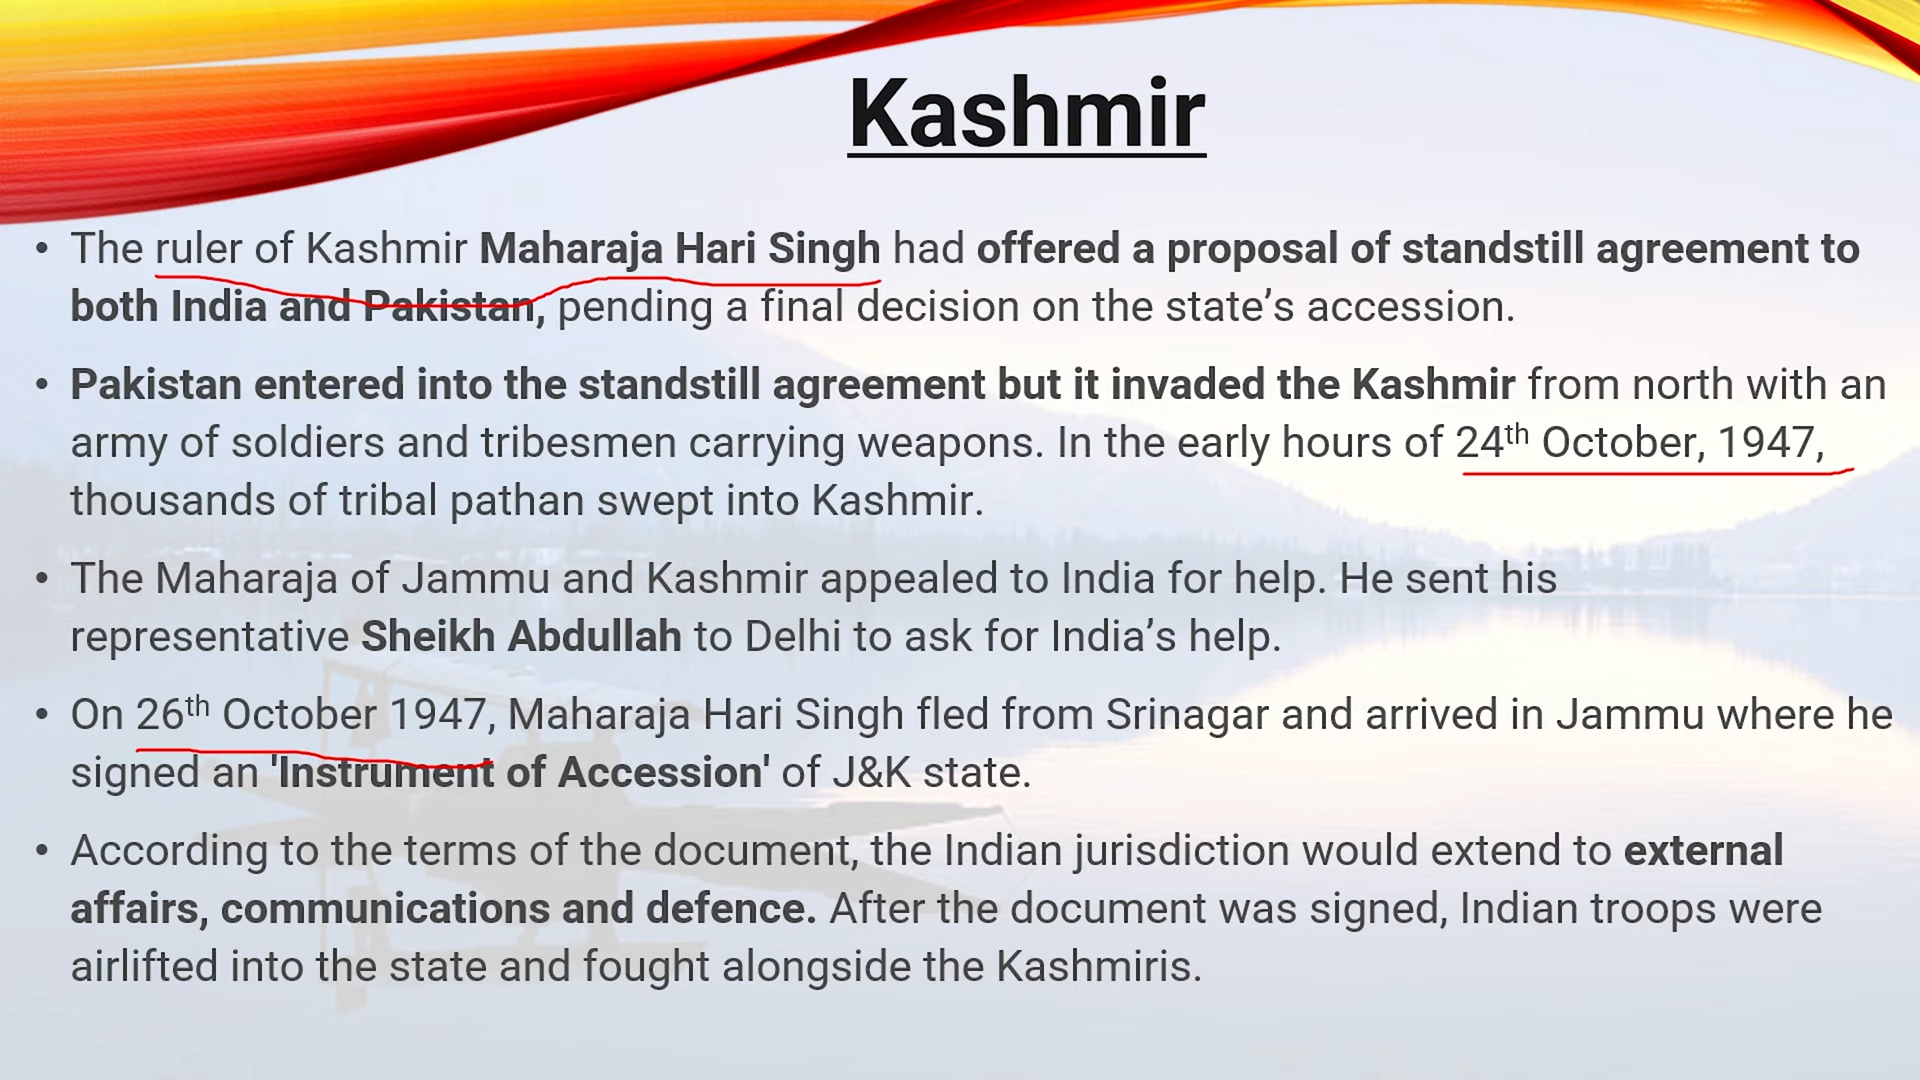 Kashmir
• The ruler of Kashmir Maharaja Hari Singh had offered a proposal of standstill agreement to
both India and Pakistan, pending a final decision on the state’s accession.
• Pakistan entered into the standstill agreement but it invaded the Kashmir from north with an
army of soldiers and tribesmen carrying weapons. In the early hours of 24th October, 1947,
thousands of tribal pathan swept into Kashmir.
• The Maharaja of Jammu and Kashmir appealed to India for help. He sent his
representative Sheikh Abdullah to Delhi to ask for India’s help.
• On 26th October 1947, Maharaja Hari Singh fled from Srinagar and arrived in Jammu where he
signed an 'Instrument of Accession' of J&K state.
• According to the terms of the document, the Indian jurisdiction would extend to external
affairs, communications and defence. After the document was signed, Indian troops were
airlifted into the state and fought alongside the Kashmiris.